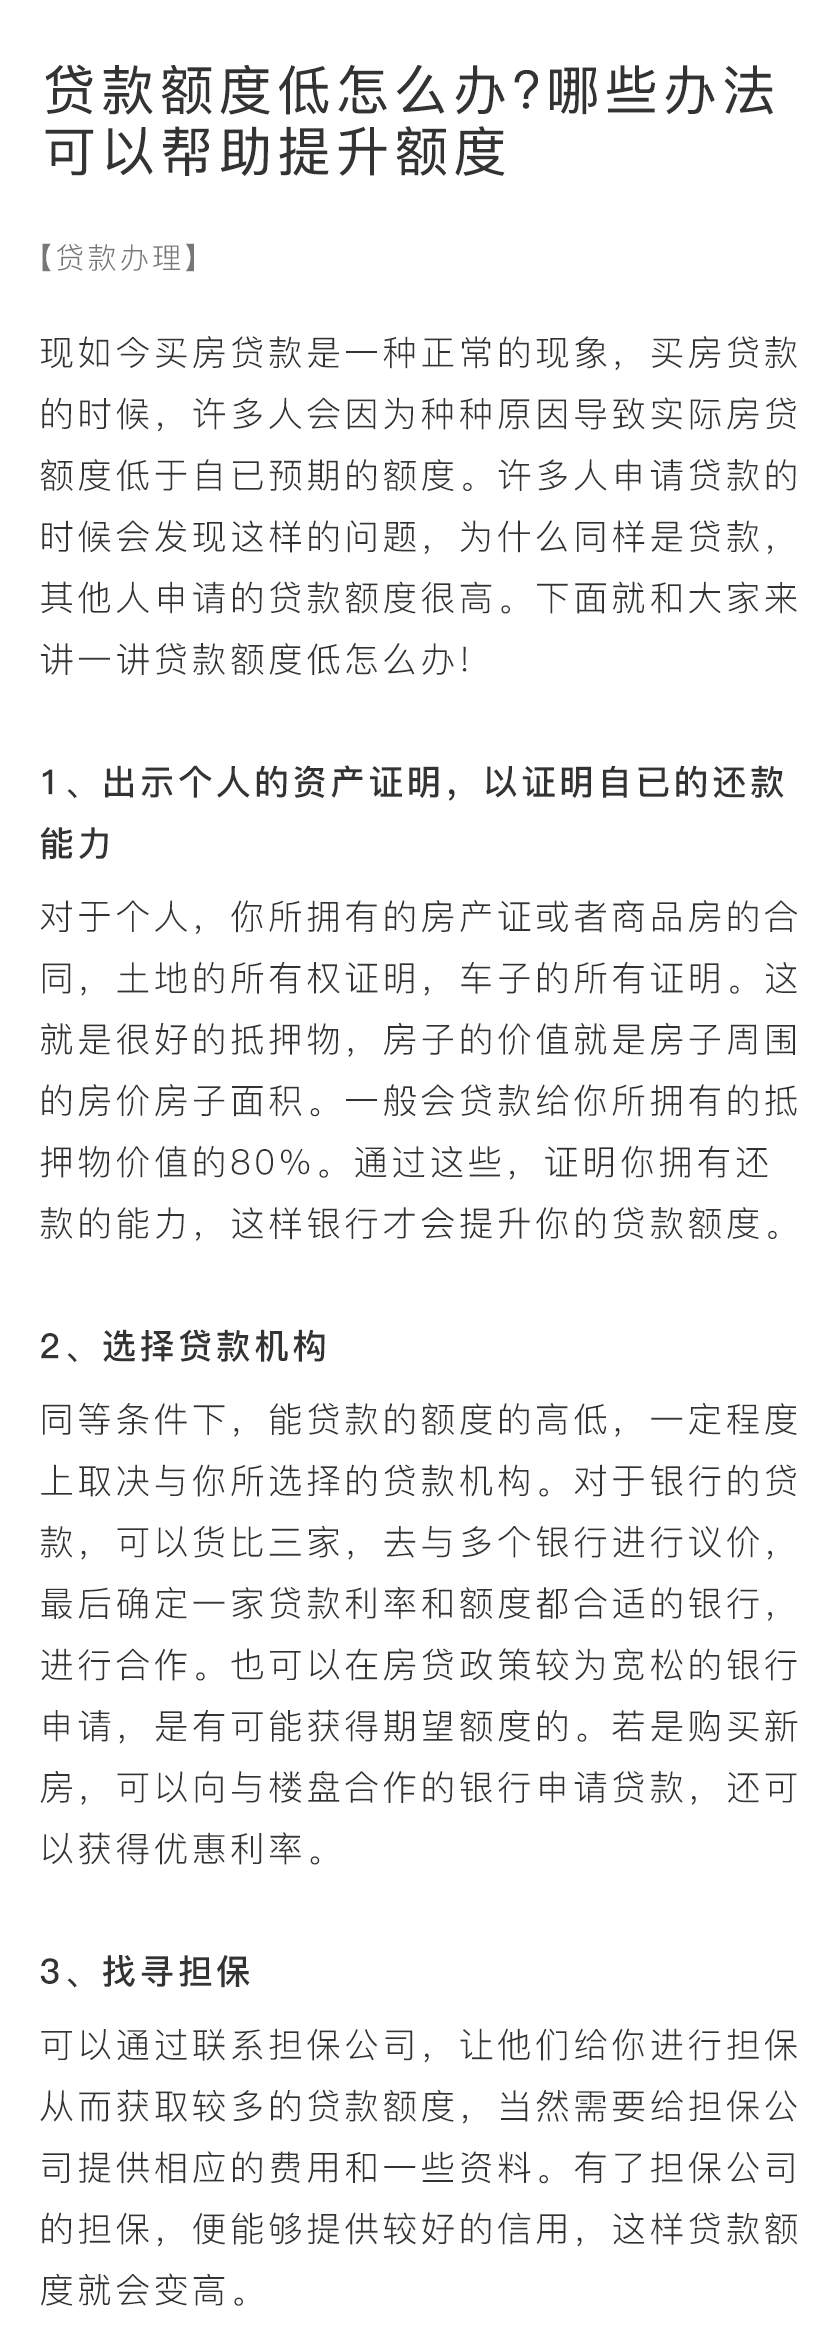 贷款额度低怎么办?哪些办法
可以帮助提升额度
【贷款办理】
现如今买房贷款是一种正常的现象，买房贷款
的时候，许多人会因为种种原因导致实际房贷
额度低于自已预期的额度。许多人申请贷款的
时候会发现这样的问题，为什么同样是贷款，
其他人申请的贷款额度很高。下面就和大家来
讲一讲贷款额度低怎么办!
1、出示个人的资产证明，以证明自已的还款
能力
对于个人，你所拥有的房产证或者商品房的合
同，土地的所有权证明，车子的所有证明。这
就是很好的抵押物，房子的价值就是房子周围
的房价房子面积。一般会贷款给你所拥有的抵
押物价值的80%。通过这些，证明你拥有还
款的能力，这样银行才会提升你的贷款额度。
2、选择贷款机构
同等条件下，能贷款的额度的高低，一定程度
上取决与你所选择的贷款机构。对于银行的贷
款，可以货比三家，去与多个银行进行议价，
最后确定一家贷款利率和额度都合适的银行，
进行合作。也可以在房贷政策较为宽松的银行
申请，是有可能获得期望额度的。若是购买新
房，可以向与楼盘合作的银行申请贷款，还可
以获得优惠利率。
3、找寻担保
可以通过联系担保公司，让他们给你进行担保
从而获取较多的贷款额度，当然需要给担保公
司提供相应的费用和一些资料。有了担保公司
的担保，便能够提供较好的信用，这样贷款额
度就会变高。